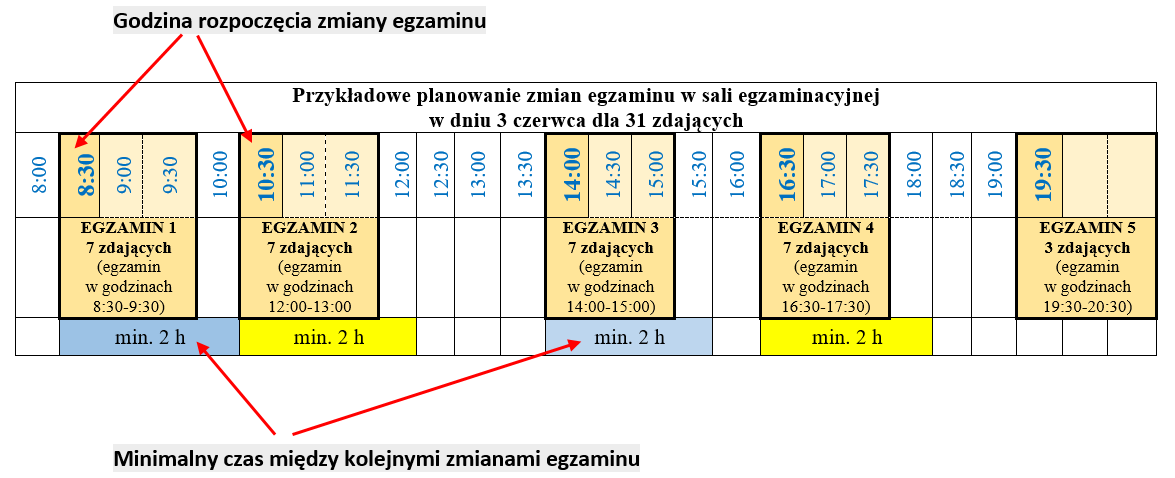 Godzina rozpoczęcia zmiany egzaminu
Przykładowe planowanie zmian egzaminu w sali egzaminacyjnej
w dniu 3 czerwca dla 31 zdających
8:00 8:30 9:00 9:30 10:00 10:30 11:00 11:30 12:00 12:30 13:00 13:30 14:00 14:30 15:00 15:30 16:00 16:30 17:00 17:30 18:00 18:30 19:00 19:30
EGZAMIN 1
7 zdających
(egzamin
w godzinach
8:30-9:30)
EGZAMIN 2
7 zdających
(egzamin
w godzinach
12:00-13:00
EGZAMIN 3
7 zdających
(egzamin
w godzinach
14:00-15:00)
EGZAMIN 4
7 zdających
(egzamin
w godzinach
16:30-17:30)
EGZAMIN 5
3 zdających
(egzamin
w godzinach
19:30-20:30)
min. 2 h min. 2 h min. 2 h min. 2 h
Minimalny czas między kolejnymi zmianami egzaminu